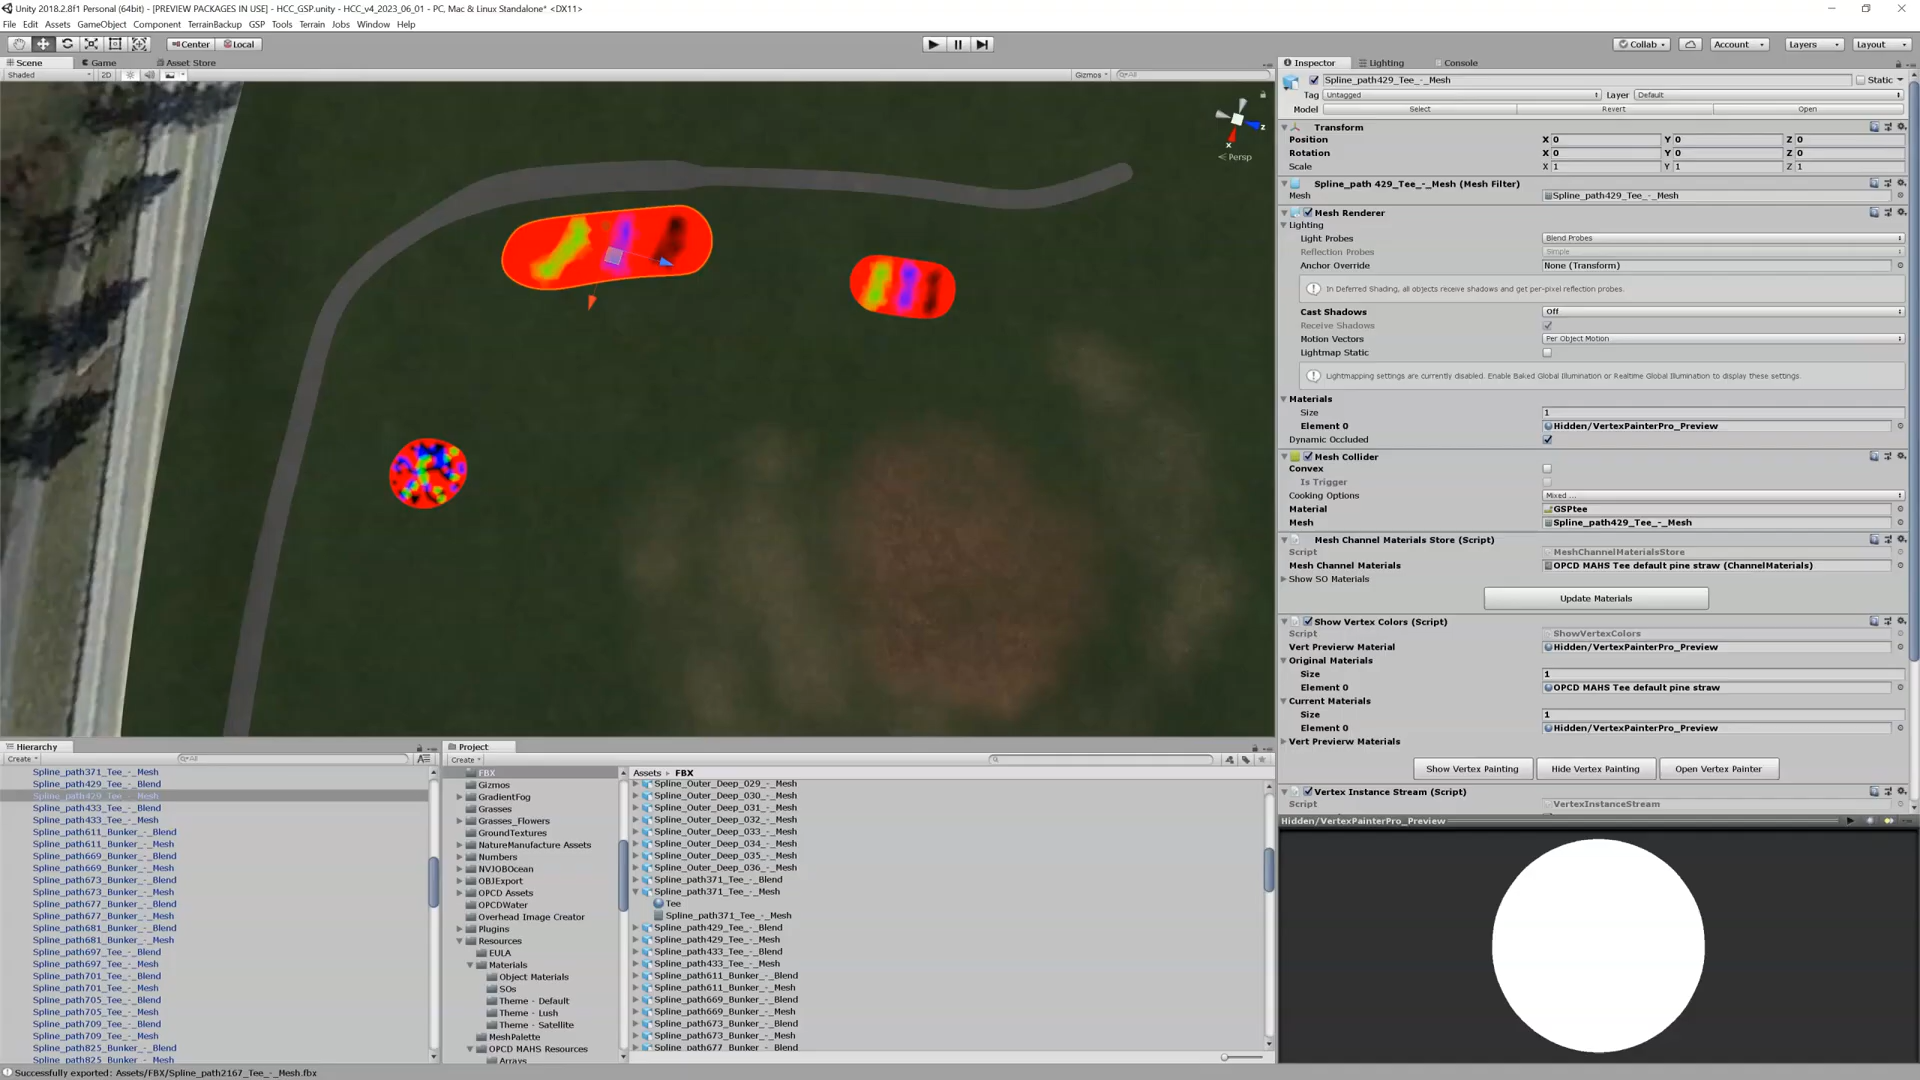 Unity 2018.2.8f1 Personal (64bit) - [PREVIEW PACKAGES IN USE] - HCC_GSP.unity - HCC_v4_2023_06_01 - PC, Mac & Linux Standalone* <DX11>
File Edit Assets GameObject Component TerrainBackup GSP Tools Terrain Jobs Window Help
Center Local
Collab Account Layers Layout
Scene Game Asset Store
Shaded 2D Gizmos All
x z
Persp
Inspector Lighting Console
Spline_path429_Tee_-_Mesh Static
Tag Untagged Layer Default
Model Select Revert Open
Transform
Position X 0 Y 0 Z 0
Rotation X 0 Y 0 Z 0
Scale X 1 Y 1 Z 1
Spline_path 429_Tee_-_Mesh (Mesh Filter)
Mesh Spline_path429_Tee_-_Mesh
Mesh Renderer
Lighting
Light Probes Blend Probes
Reflection Probes Simple
Anchor Override None (Transform)
In Deferred Shading, all objects receive shadows and get per-pixel reflection probes.
Cast Shadows Off
Receive Shadows
Motion Vectors Per Object Motion
Lightmap Static
Lightmapping settings are currently disabled. Enable Baked Global Illumination or Realtime Global Illumination to display these settings.
Materials
Size 1
Element 0 Hidden/VertexPainterPro_Preview
Dynamic Occluded
Mesh Collider
Convex
Is Trigger
Cooking Options Mixed ...
Material GSPtee
Mesh Spline_path429_Tee_-_Mesh
Mesh Channel Materials Store (Script)
Script MeshChannelMaterialsStore
Mesh Channel Materials OPCD MAHS Tee default pine straw (ChannelMaterials)
Show SO Materials
Update Materials
Show Vertex Colors (Script)
Script ShowVertexColors
Vert Previerw Material Hidden/VertexPainterPro_Preview
Original Materials
Size 1
Element 0 OPCD MAHS Tee default pine straw
Current Materials
Size 1
Element 0 Hidden/VertexPainterPro_Preview
Vert Previerw Materials
Show Vertex Painting Hide Vertex Painting Open Vertex Painter
Vertex Instance Stream (Script)
Script VertexInstanceStream
Hidden/VertexPainterPro_Preview
Hierarchy
Create All
Spline_path371_Tee_-_Mesh
Spline_path429_Tee_-_Blend
Spline_path429_Tee_-_Mesh
Spline_path433_Tee_-_Blend
Spline_path433_Tee_-_Mesh
Spline_path611_Bunker_-_Blend
Spline_path611_Bunker_-_Mesh
Spline_path669_Bunker_-_Blend
Spline_path669_Bunker_-_Mesh
Spline_path673_Bunker_-_Blend
Spline_path673_Bunker_-_Mesh
Spline_path677_Bunker_-_Blend
Spline_path677_Bunker_-_Mesh
Spline_path681_Bunker_-_Blend
Spline_path681_Bunker_-_Mesh
Spline_path697_Tee_-_Blend
Spline_path697_Tee_-_Mesh
Spline_path701_Tee_-_Blend
Spline_path701_Tee_-_Mesh
Spline_path705_Tee_-_Blend
Spline_path705_Tee_-_Mesh
Spline_path709_Tee_-_Blend
Spline_path709_Tee_-_Mesh
Spline_path825_Bunker_-_Blend
Spline_path825_Bunker_-_Mesh
Project
Create
FBX
Gizmos
GradientFog
Grasses
Grasses_Flowers
GroundTextures
NatureManufacture Assets
Numbers
NVJOBOcean
OBJExport
OPCD Assets
OPCDWater
Overhead Image Creator
Plugins
Resources
EULA
Materials
Object Materials
SOs
Theme - Default
Theme - Lush
Theme - Satellite
MeshPalette
OPCD MAHS Resources
Arrays
Assets FBX
Spline_Outer_Deep_029_-_Mesh
Spline_Outer_Deep_030_-_Mesh
Spline_Outer_Deep_031_-_Mesh
Spline_Outer_Deep_032_-_Mesh
Spline_Outer_Deep_033_-_Mesh
Spline_Outer_Deep_034_-_Mesh
Spline_Outer_Deep_035_-_Mesh
Spline_Outer_Deep_036_-_Mesh
Spline_path371_Tee_-_Blend
Spline_path371_Tee_-_Mesh
Tee
Spline_path371_Tee_-_Mesh
Spline_path429_Tee_-_Blend
Spline_path429_Tee_-_Mesh
Spline_path433_Tee_-_Blend
Spline_path433_Tee_-_Mesh
Spline_path611_Bunker_-_Blend
Spline_path611_Bunker_-_Mesh
Spline_path669_Bunker_-_Blend
Spline_path669_Bunker_-_Mesh
Spline_path673_Bunker_-_Blend
Spline_path673_Bunker_-_Mesh
Spline_path677_Bunker_-_Blend
Successfully exported: Assets/FBX/Spline_path2167_Tee_-_Mesh.fbx